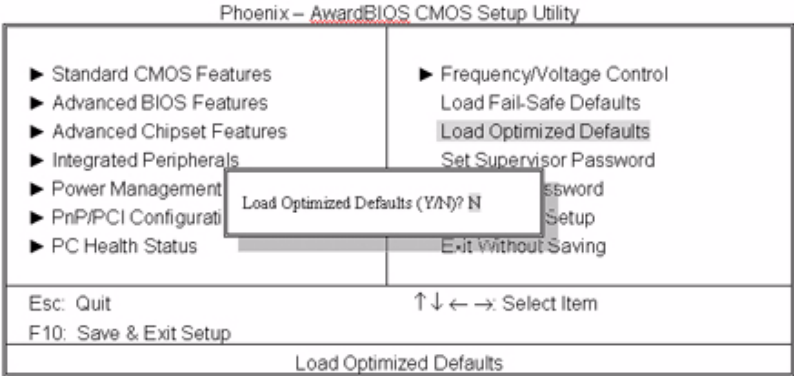 Phoenix – AwardBIOS CMOS Setup Utility
► Standard CMOS Features
► Advanced BIOS Features
► Advanced Chipset Features
► Integrated Peripherals
► Power Management
► PnP/PCI Configurati
► PC Health Status
► Frequency/Voltage Control
Load Fail-Safe Defaults
Load Optimized Defaults
Set Supervisor Password
ssword
Setup
Exit Without Saving
Load Optimized Defaults (Y/N)? N
Esc: Quit
F10: Save & Exit Setup
↑↓←→: Select Item
Load Optimized Defaults